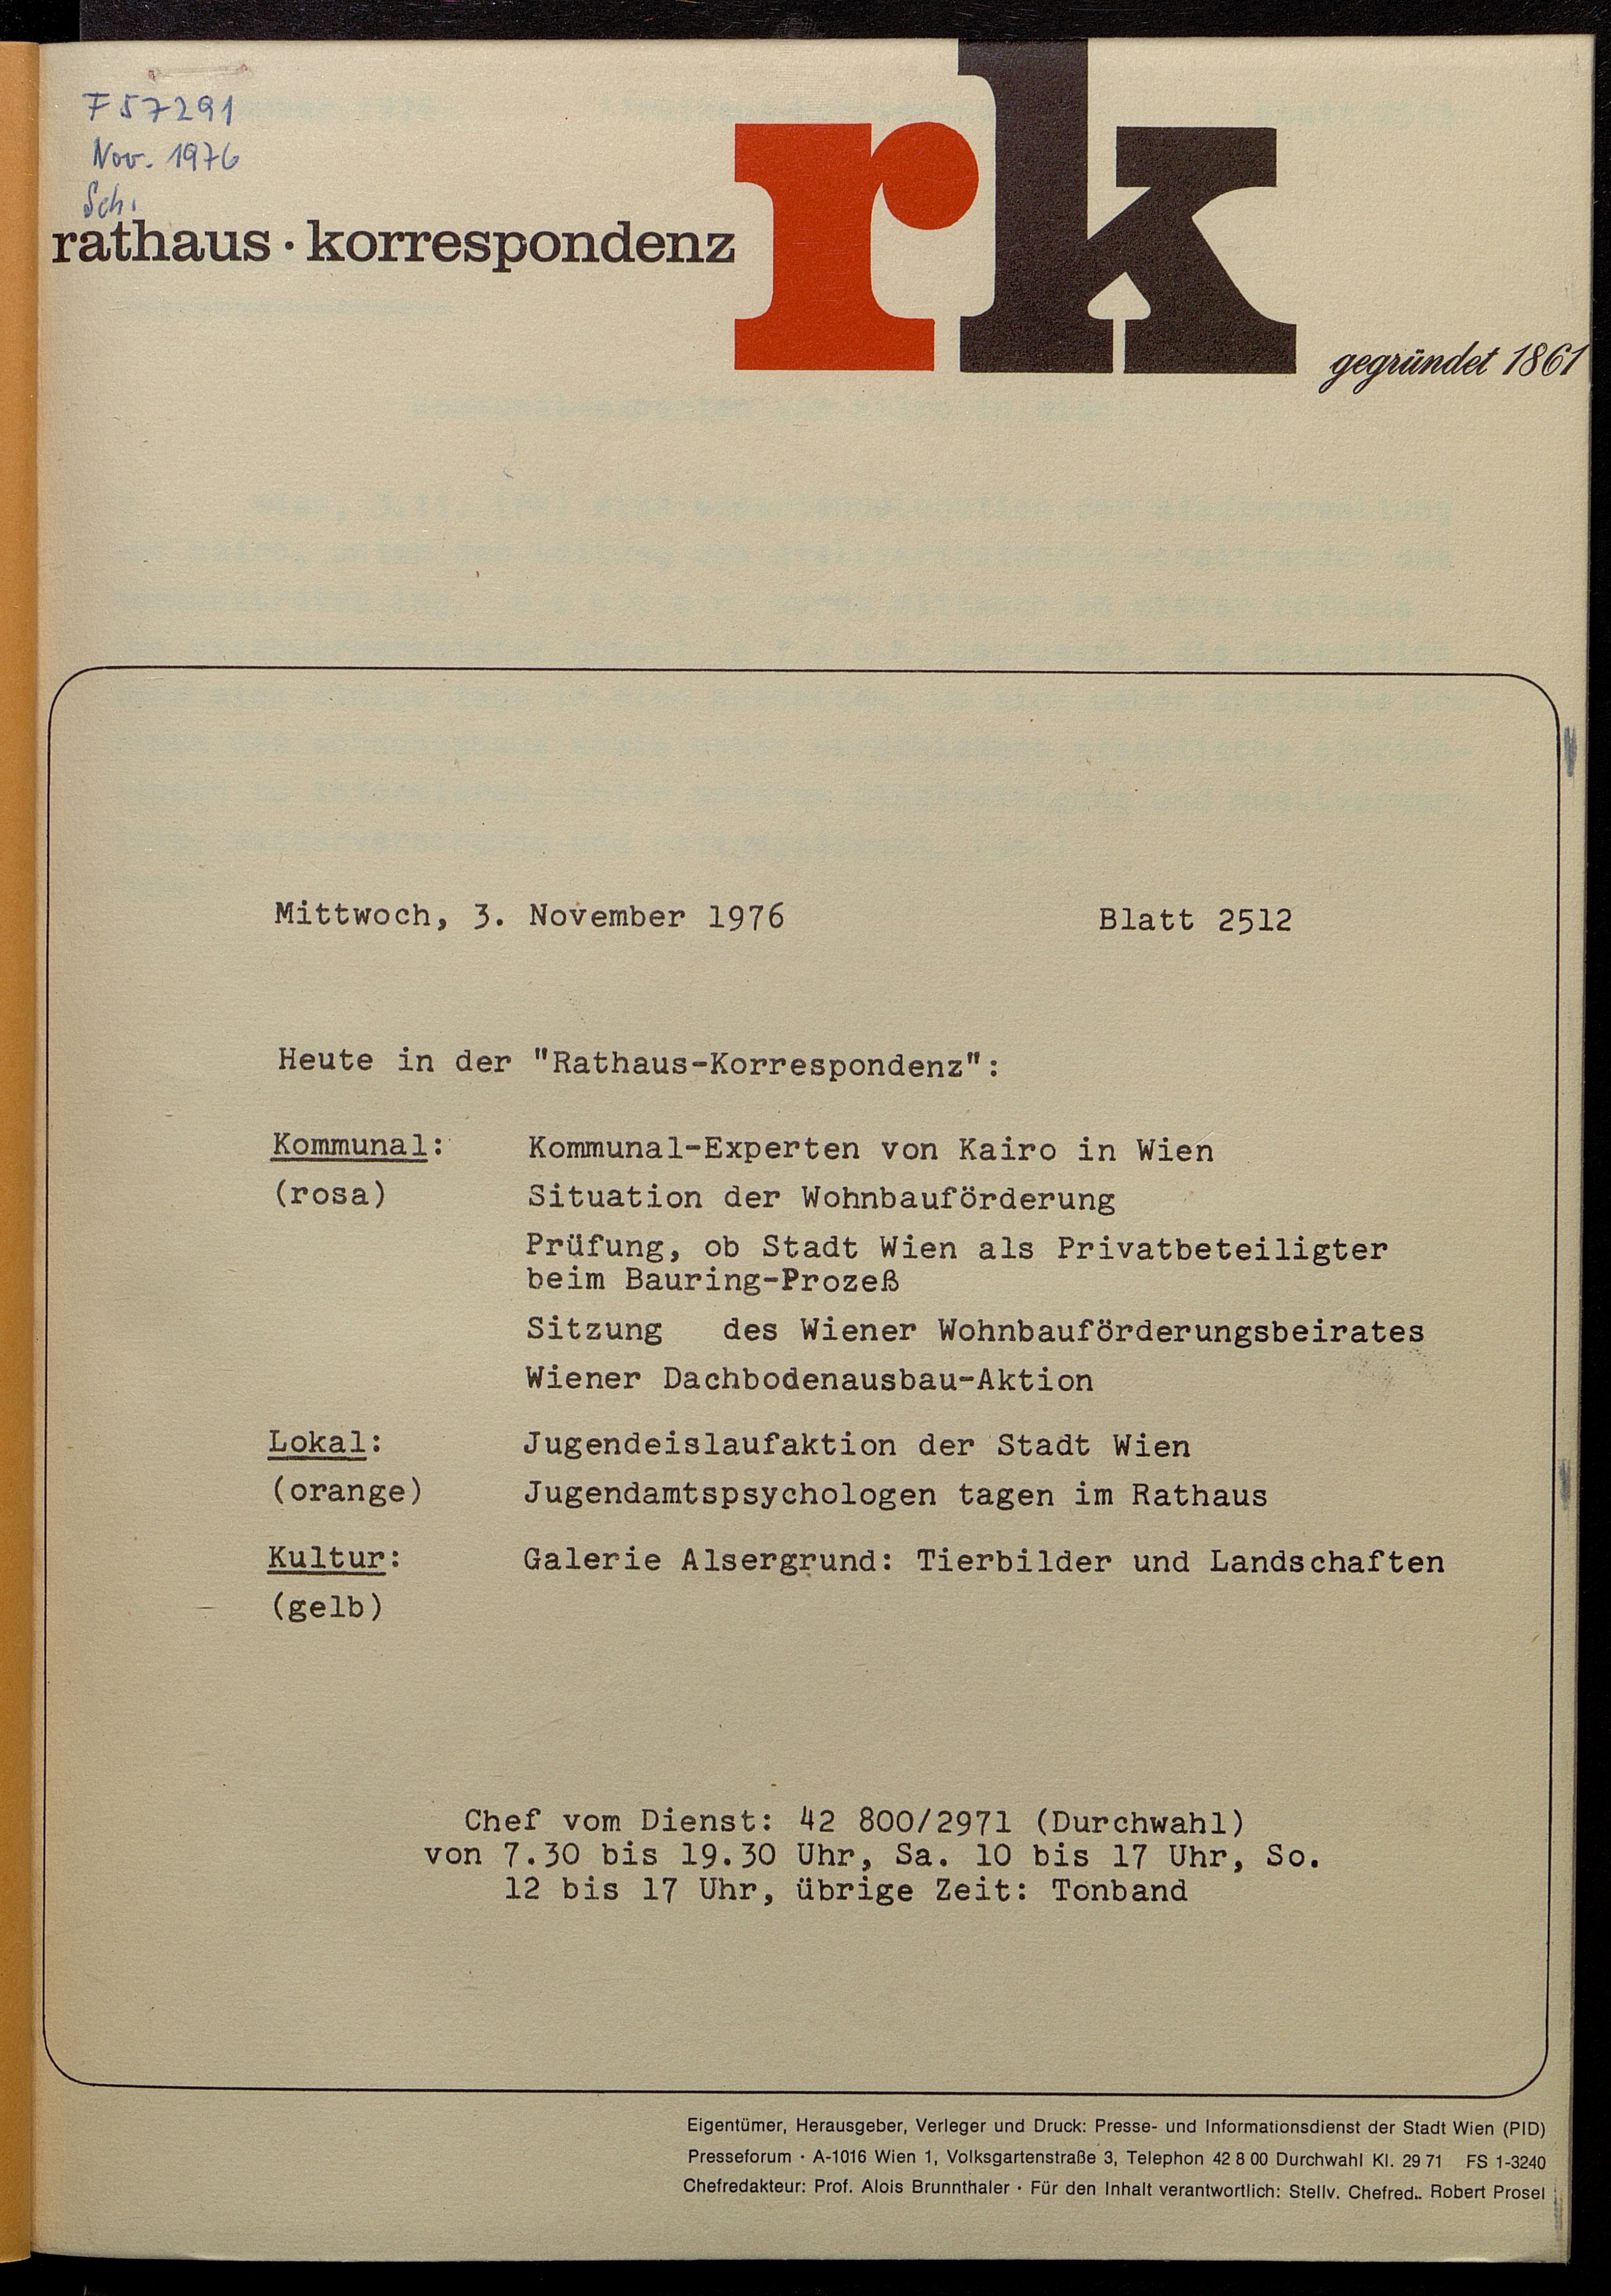 F 57291
Nov. 1976
Sch.
rathaus · korrespondenz
rk
gegründet 1861
Mittwoch, 3. November 1976 Blatt 2512
Heute in der "Rathaus-Korrespondenz":
Kommunal: Kommunal-Experten von Kairo in Wien
(rosa) Situation der Wohnbauförderung
Prüfung, ob Stadt Wien als Privatbeteiligter
beim Bauring-Prozeß
Sitzung des Wiener Wohnbauförderungsbeirates
Wiener Dachbodenausbau-Aktion
Lokal: Jugendeislaufaktion der Stadt Wien
(orange) Jugendamtspsychologen tagen im Rathaus
Kultur: Galerie Alsergrund: Tierbilder und Landschaften
(gelb)
Chef vom Dienst: 42 800/2971 (Durchwahl)
von 7.30 bis 19.30 Uhr, Sa. 10 bis 17 Uhr, So.
12 bis 17 Uhr, übrige Zeit: Tonband
Eigentümer, Herausgeber, Verleger und Druck: Presse- und Informationsdienst der Stadt Wien (PID)
Presseforum · A-1016 Wien 1, Volksgartenstraße 3, Telephon 42 8 00 Durchwahl Kl. 29 71 FS 1-3240
Chefredakteur: Prof. Alois Brunnthaler · Für den Inhalt verantwortlich: Stellv. Chefred.. Robert Prosel